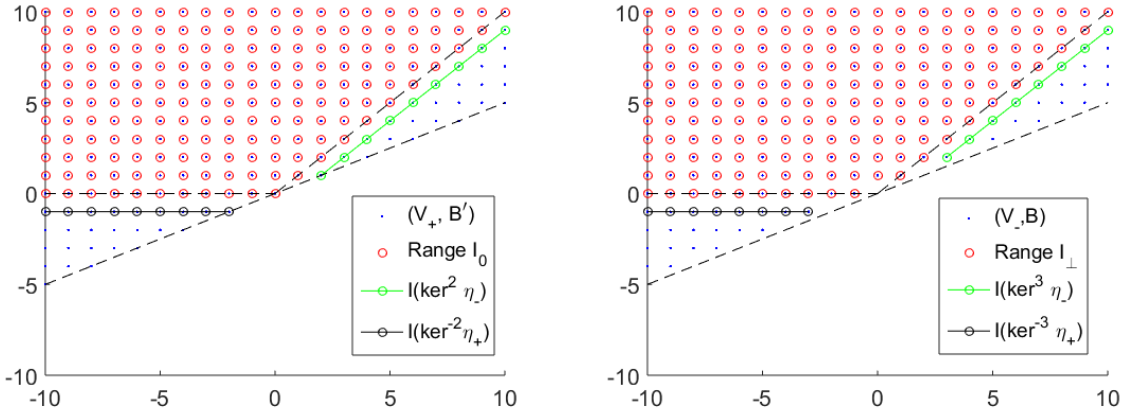 10
5
0
-5
-10
-10 -5 0 5 10
(V₊, B′)
Range I₀
I(ker² η₋)
I(ker⁻²η₊)
10
5
0
-5
-10
-10 -5 0 5 10
(V₋,B)
Range I⊥
I(ker³ η₋)
I(ker⁻³ η₊)